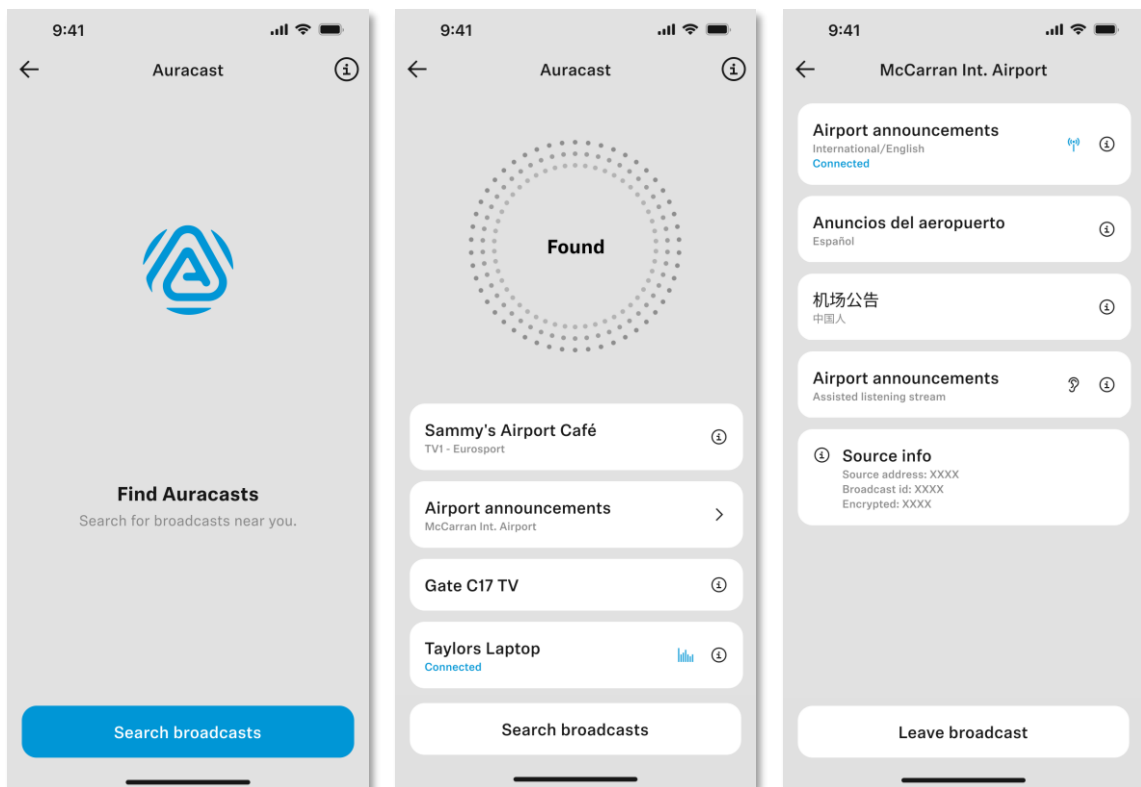 9:41
Auracast
Find Auracasts
Search for broadcasts near you.
Search broadcasts
9:41
Auracast
Found
Sammy's Airport Café
TV1 - Eurosport
Airport announcements
McCarran Int. Airport
Gate C17 TV
Taylors Laptop
Connected
Search broadcasts
9:41
McCarran Int. Airport
Airport announcements
International/English
Connected
Anuncios del aeropuerto
Español
机场公告
中国人
Airport announcements
Assisted listening stream
Source info
Source address: XXXX
Broadcast id: XXXX
Encrypted: XXXX
Leave broadcast